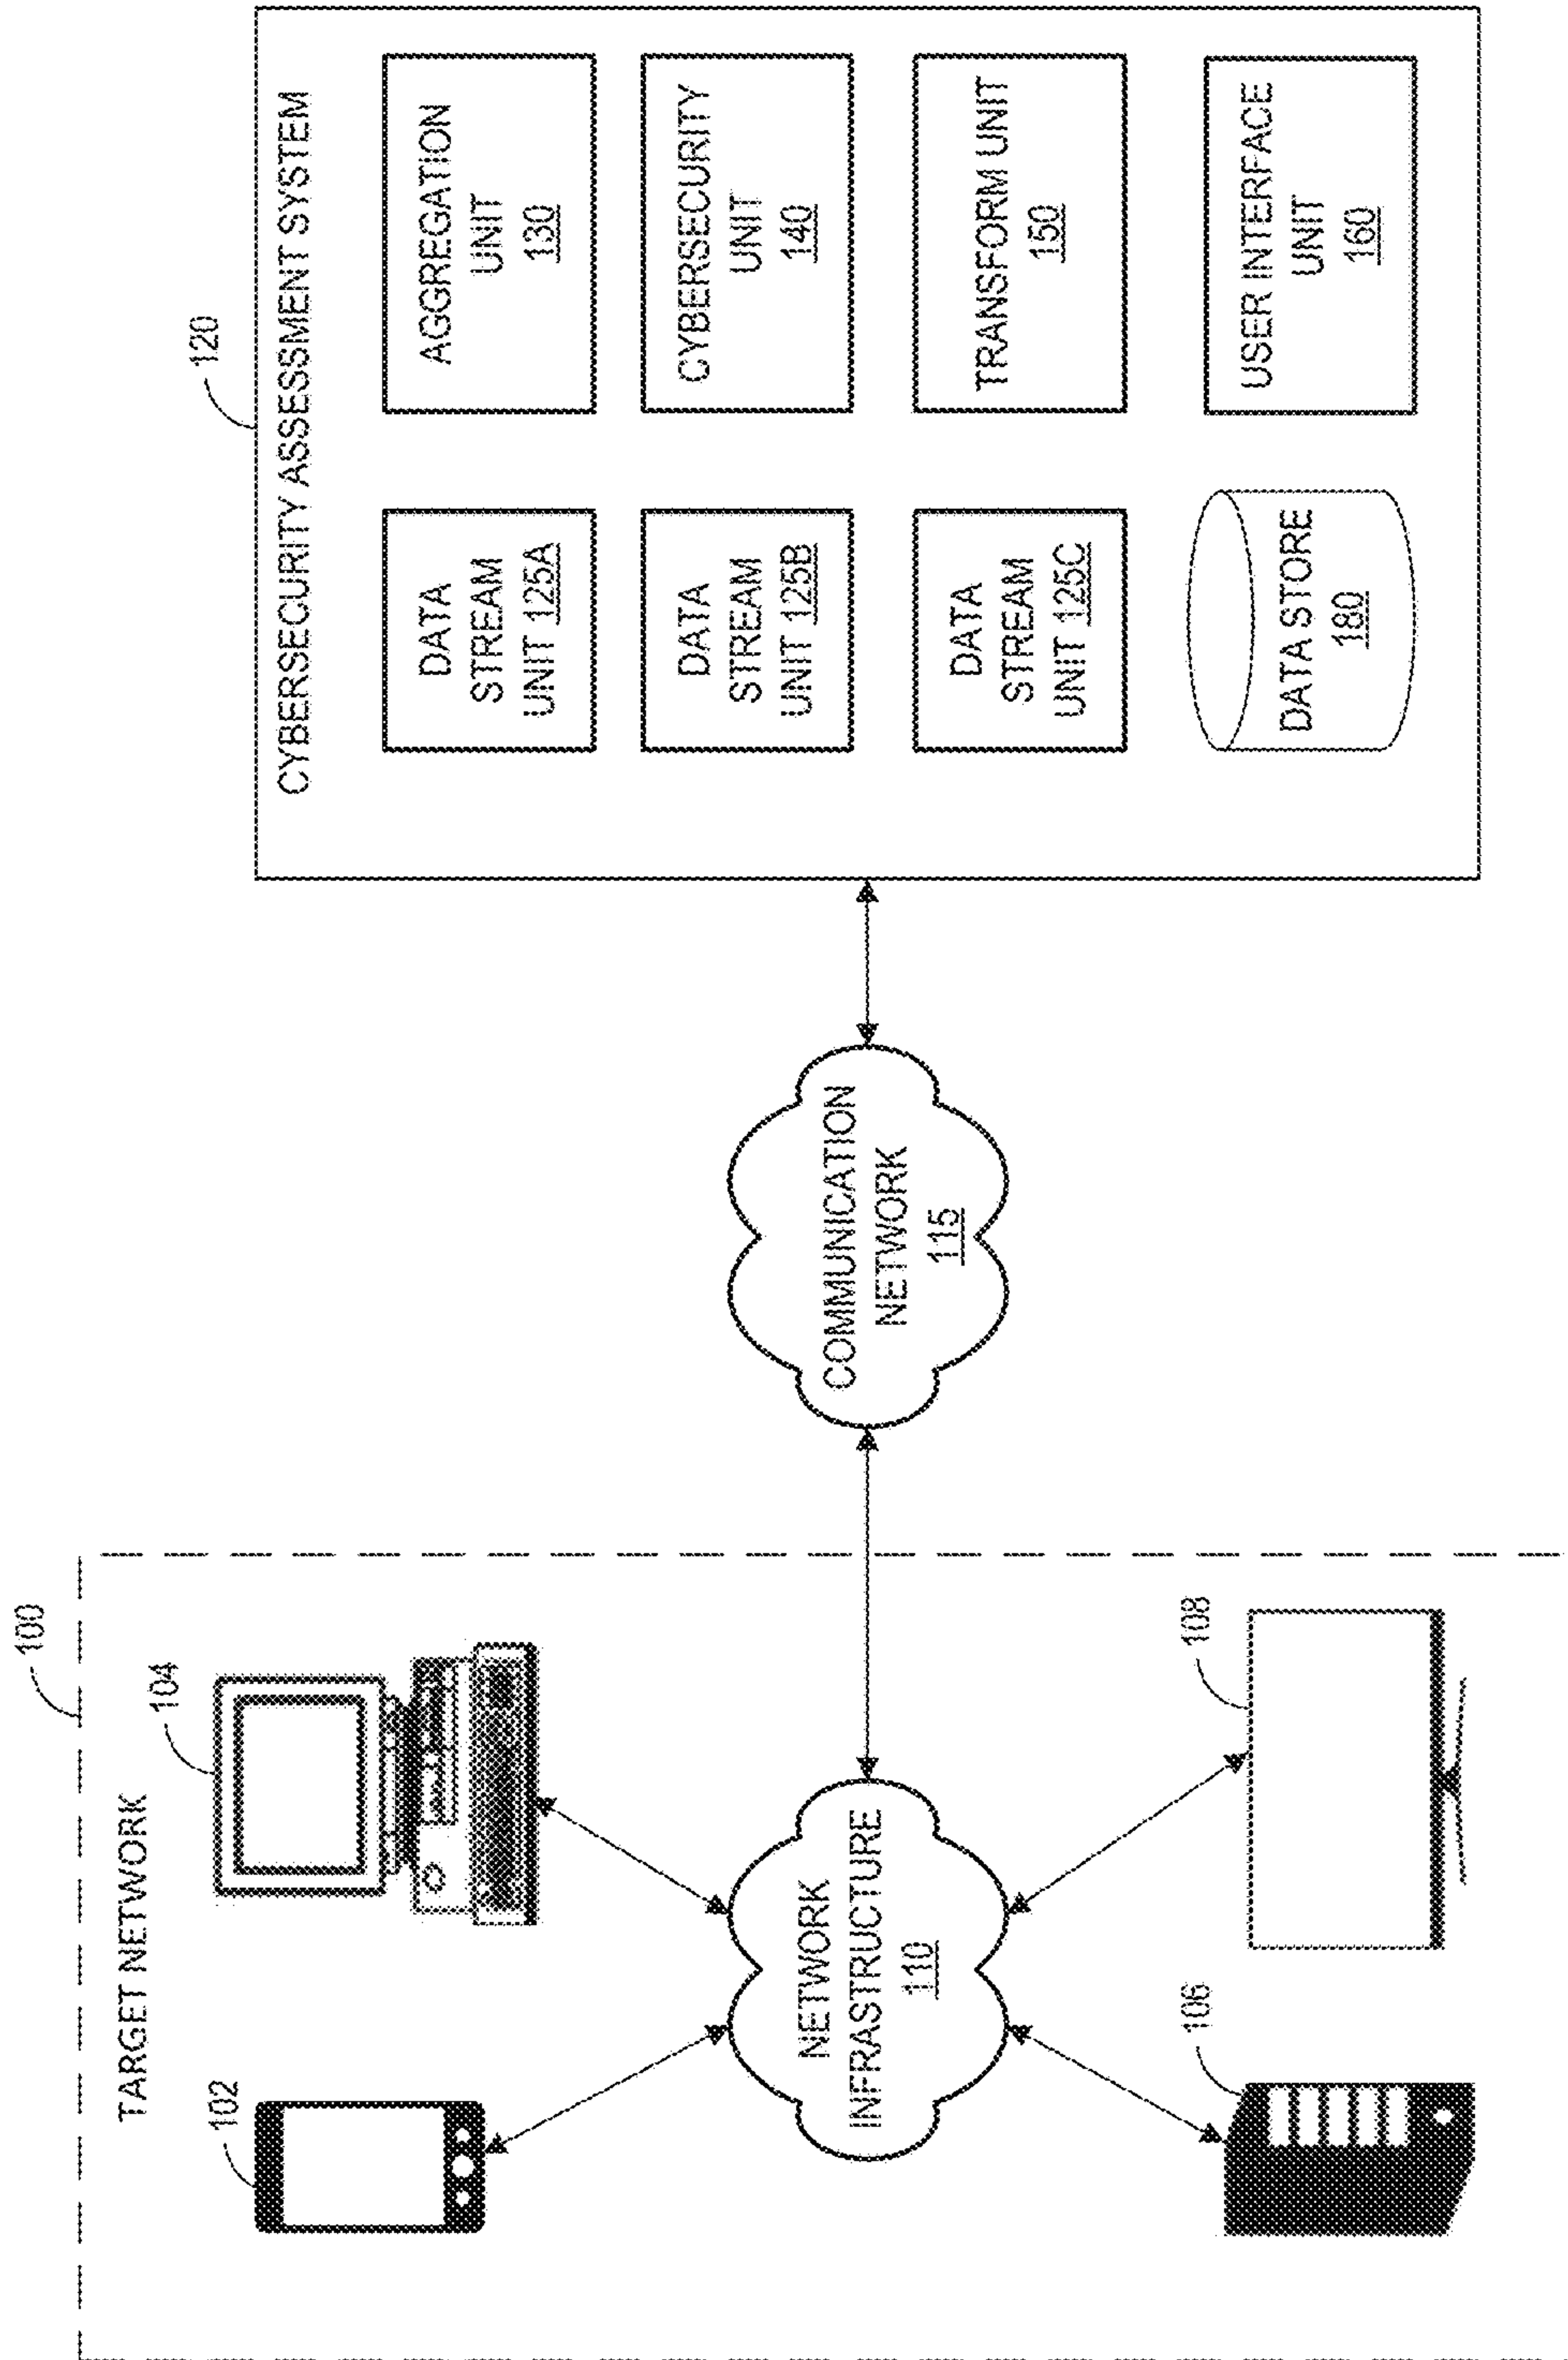 100
TARGET NETWORK
102
104
NETWORK
INFRASTRUCTURE
110
106
108
COMMUNICATION
NETWORK
115
120
CYBERSECURITY ASSESSMENT SYSTEM
DATA
STREAM
UNIT 125A
AGGREGATION
UNIT
130
DATA
STREAM
UNIT 125B
CYBERSECURITY
UNIT
140
DATA
STREAM
UNIT 125C
TRANSFORM UNIT
150
DATA STORE
180
USER INTERFACE
UNIT
160